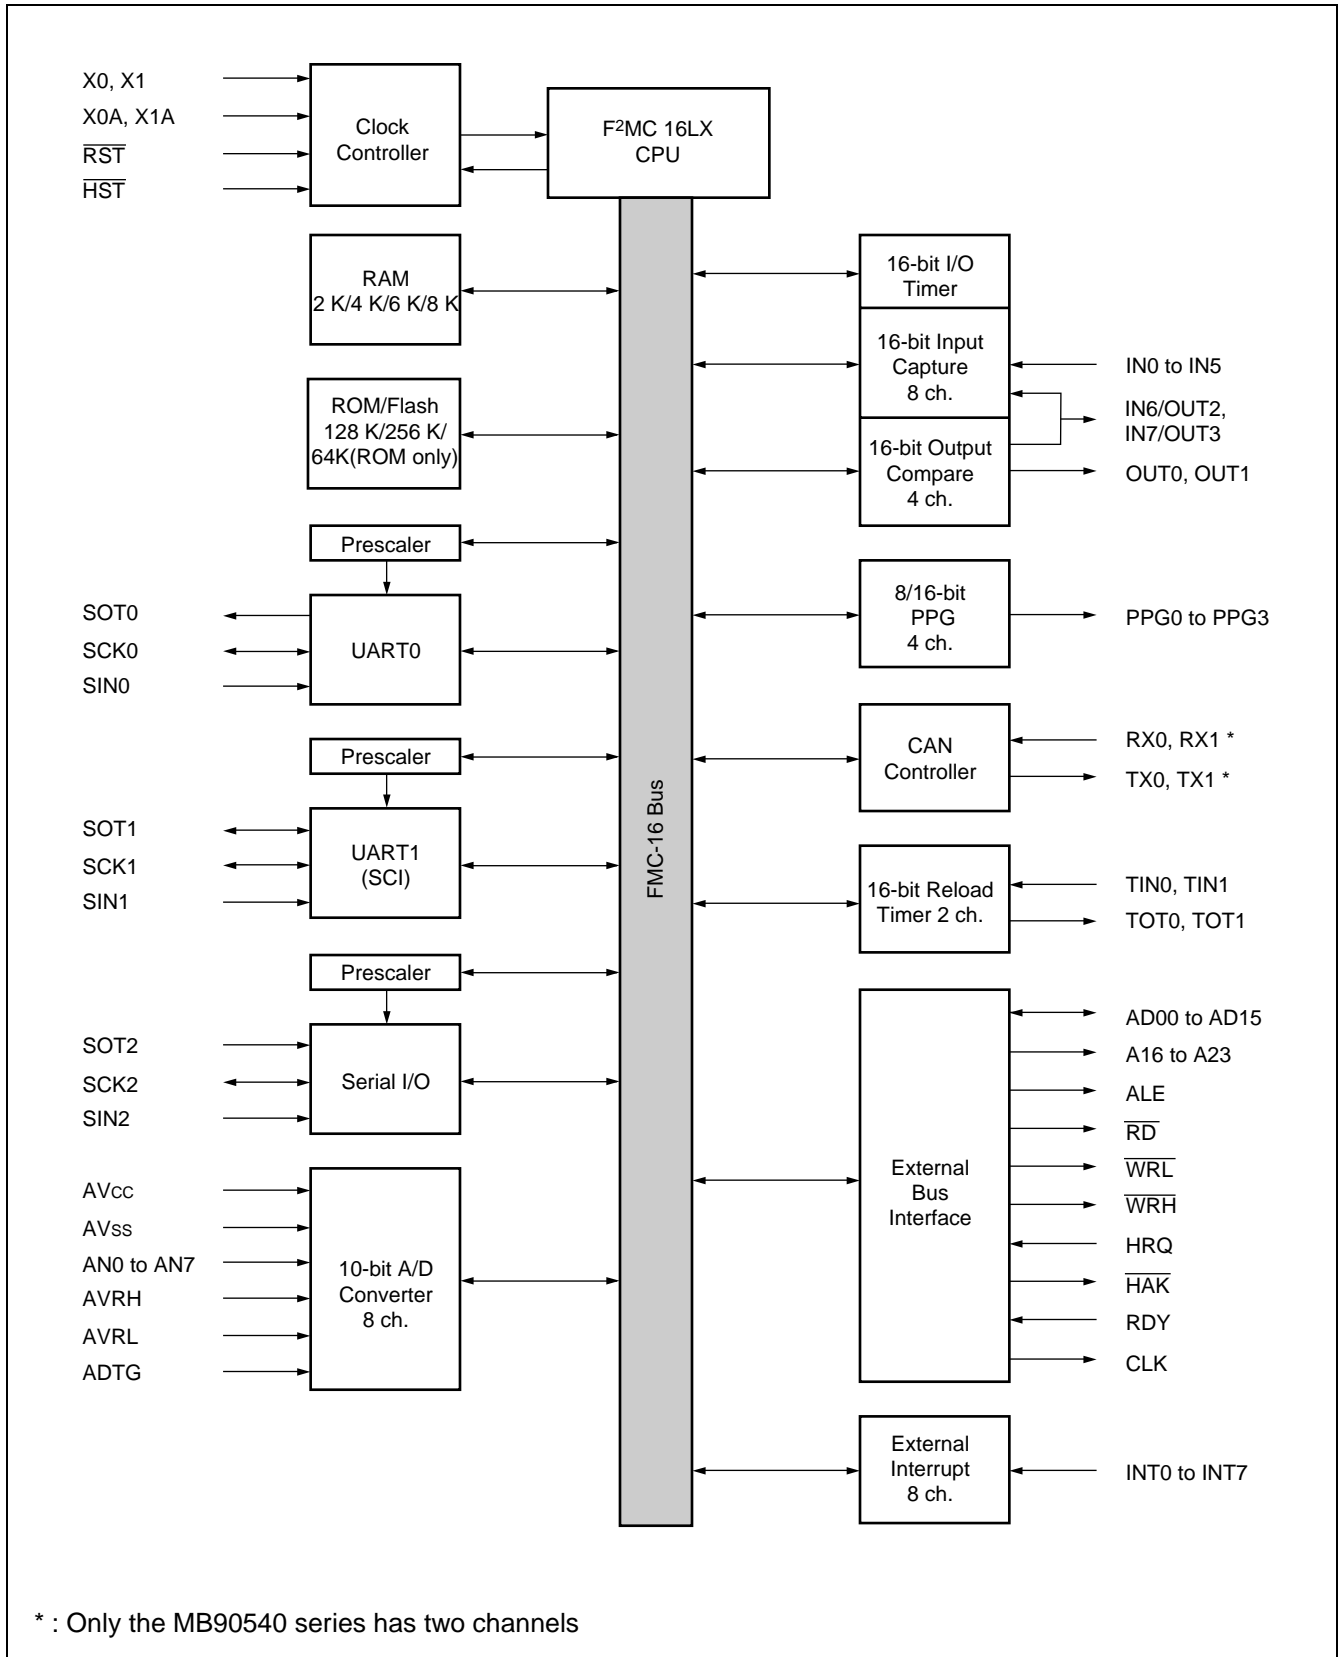 X0, X1
X0A, X1A
RST
HST
Clock
Controller
F2MC 16LX
CPU
RAM
2 K/4 K/6 K/8 K
ROM/Flash
128 K/256 K/
64K(ROM only)
Prescaler
SOT0
SCK0
SIN0
UART0
Prescaler
SOT1
SCK1
SIN1
UART1
(SCI)
Prescaler
SOT2
SCK2
SIN2
Serial I/O
AVCC
AVSS
AN0 to AN7
AVRH
AVRL
ADTG
10-bit A/D
Converter
8 ch.
FMC-16 Bus
16-bit I/O
Timer
16-bit Input
Capture
8 ch.
16-bit Output
Compare
4 ch.
IN0 to IN5
IN6/OUT2,
IN7/OUT3
OUT0, OUT1
8/16-bit
PPG
4 ch.
PPG0 to PPG3
CAN
Controller
RX0, RX1 *
TX0, TX1 *
16-bit Reload
Timer 2 ch.
TIN0, TIN1
TOT0, TOT1
External
Bus
Interface
AD00 to AD15
A16 to A23
ALE
RD
WRL
WRH
HRQ
HAK
RDY
CLK
External
Interrupt
8 ch.
INT0 to INT7
* : Only the MB90540 series has two channels